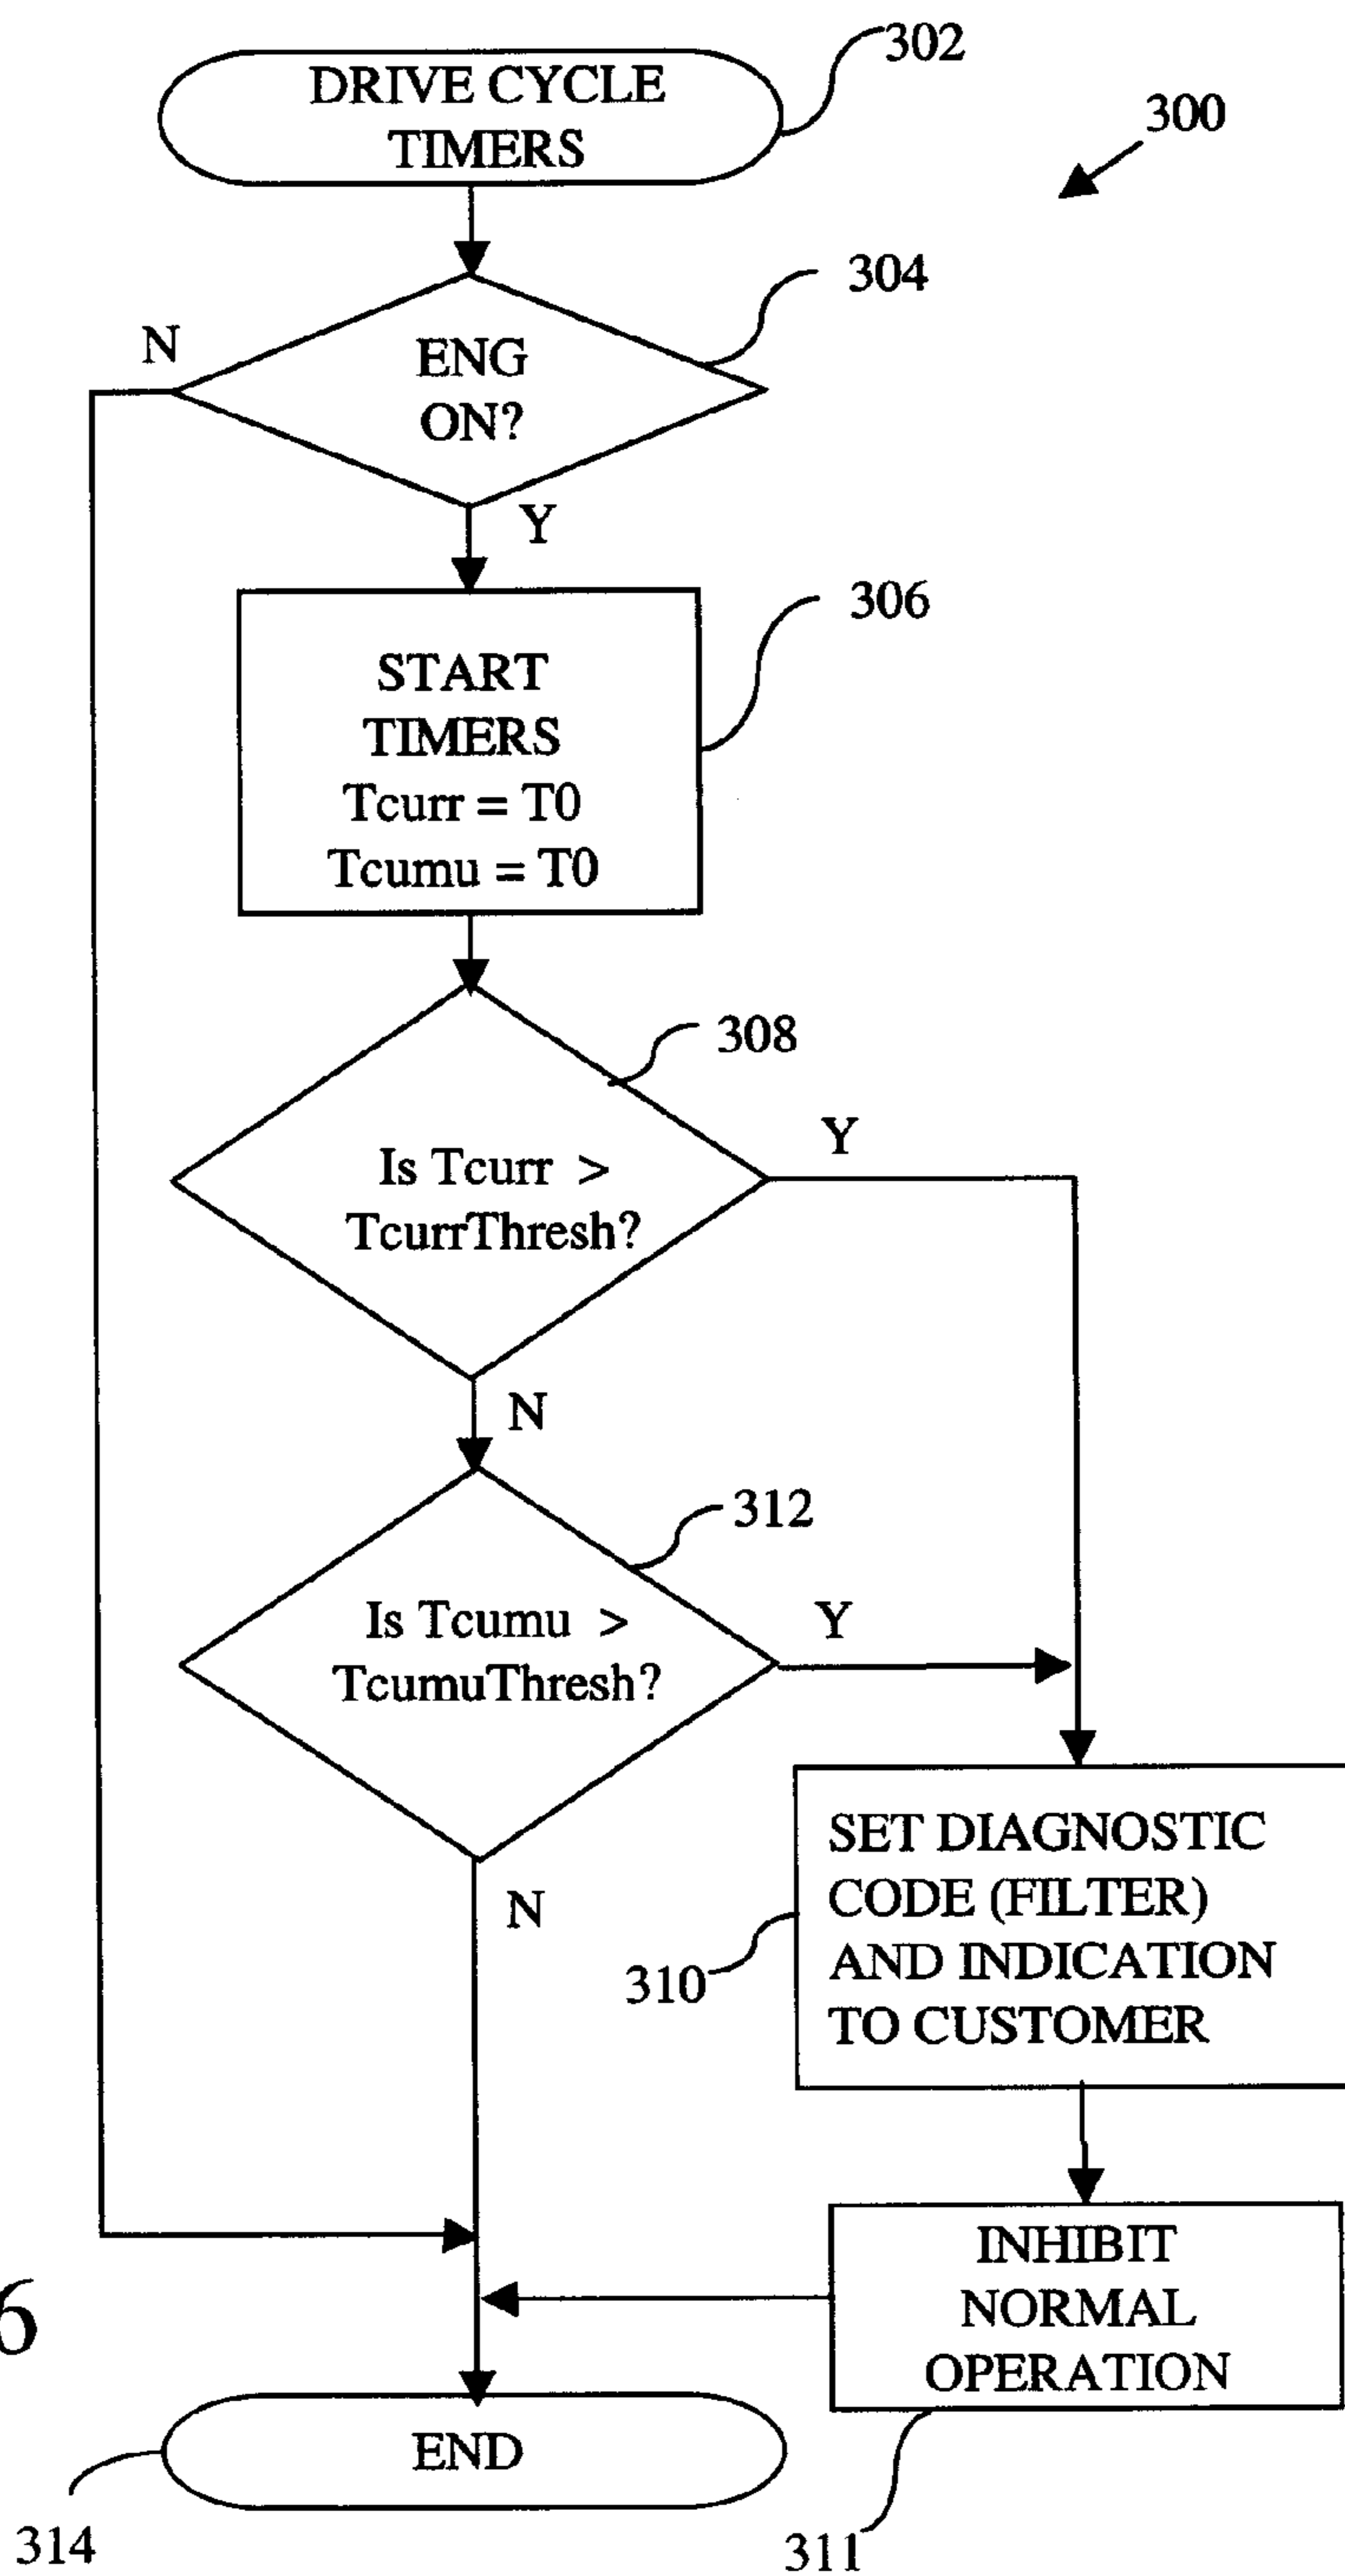 302
DRIVE CYCLE
TIMERS
300
304
N
ENG
ON?
Y
306
START
TIMERS
Tcurr = T0
Tcumu = T0
308
Is Tcurr >
TcurrThresh?
Y
N
312
Is Tcumu >
TcumuThresh?
Y
N
SET DIAGNOSTIC
CODE (FILTER)
AND INDICATION
TO CUSTOMER
310
INHIBIT
NORMAL
OPERATION
6
END
314
311